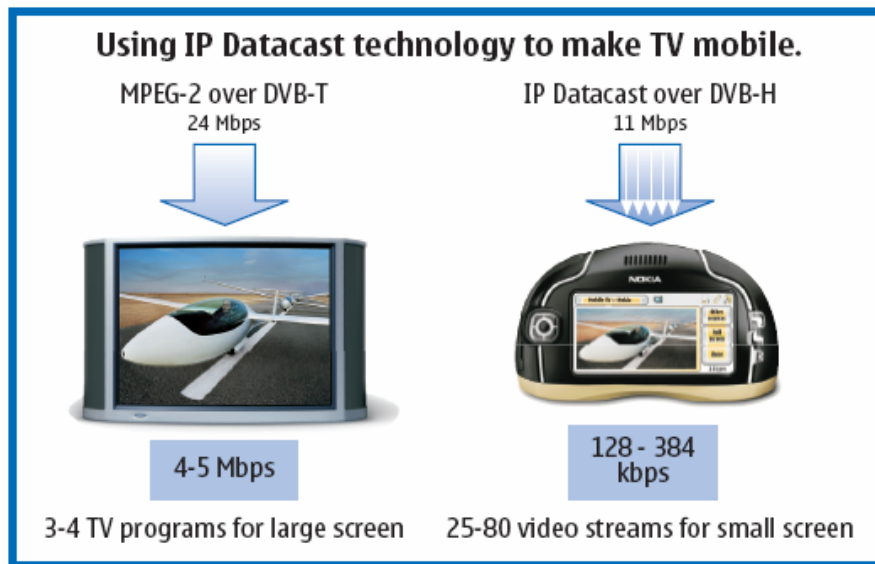 Using IP Datacast technology to make TV mobile.
MPEG-2 over DVB-T
24 Mbps
IP Datacast over DVB-H
11 Mbps
NOKIA
4-5 Mbps
128 - 384
kbps
3-4 TV programs for large screen
25-80 video streams for small screen